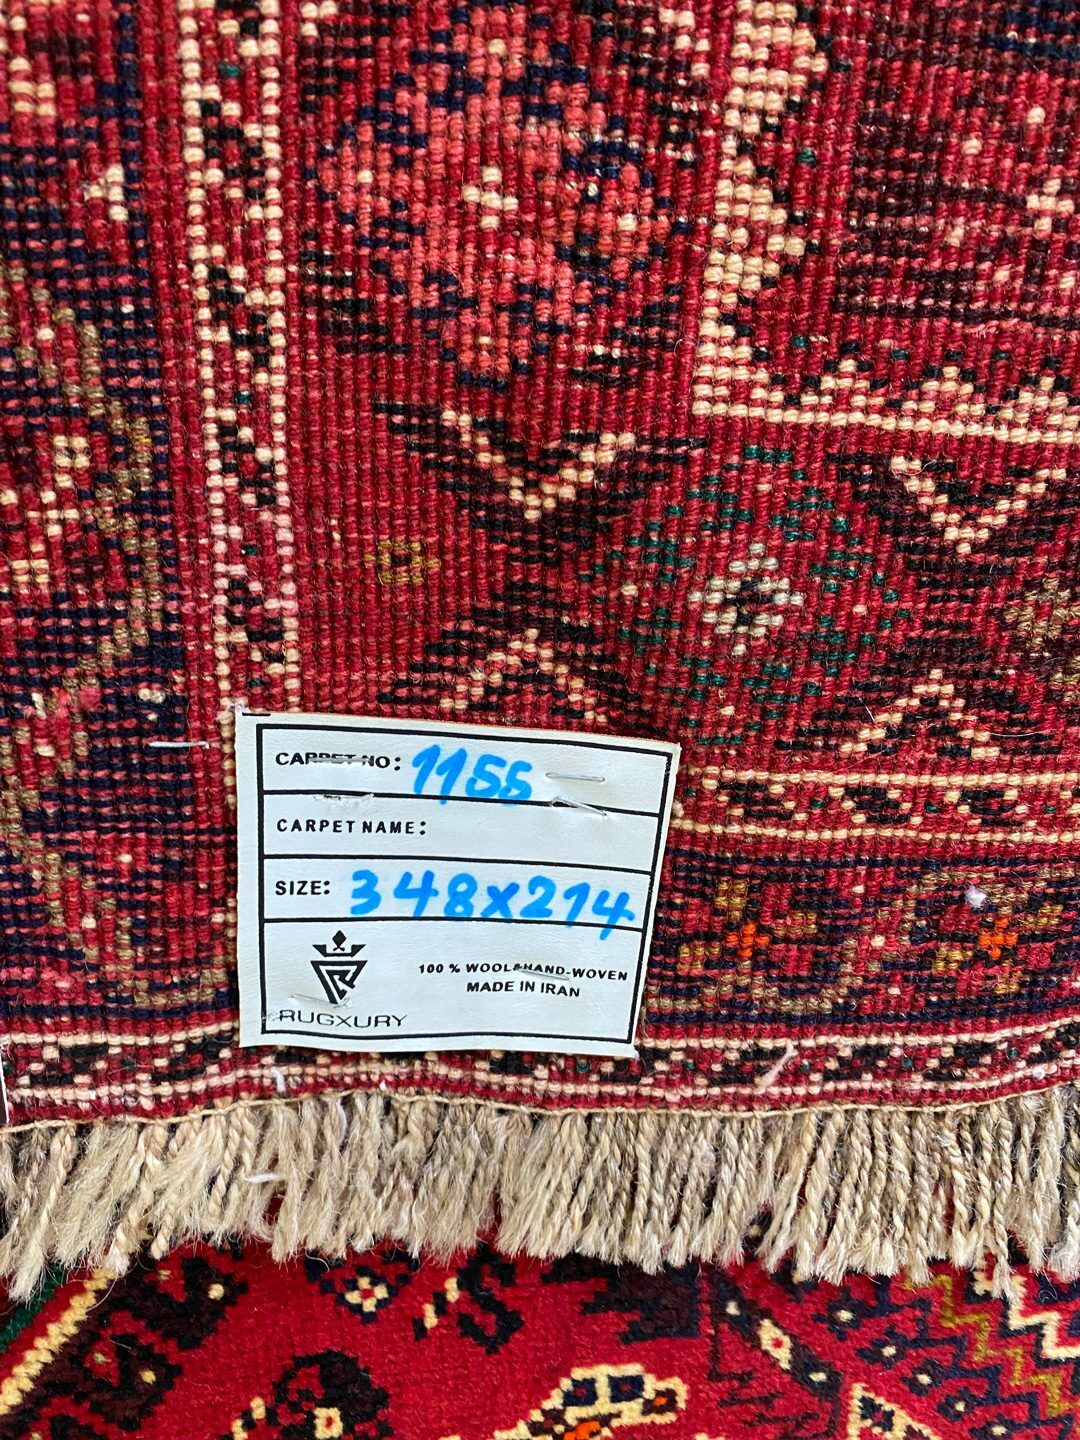 CARPET NO: 1155
CARPET NAME:
SIZE: 348x214
100 % WOOL&HAND-WOVEN
MADE IN IRAN
RUGXURY